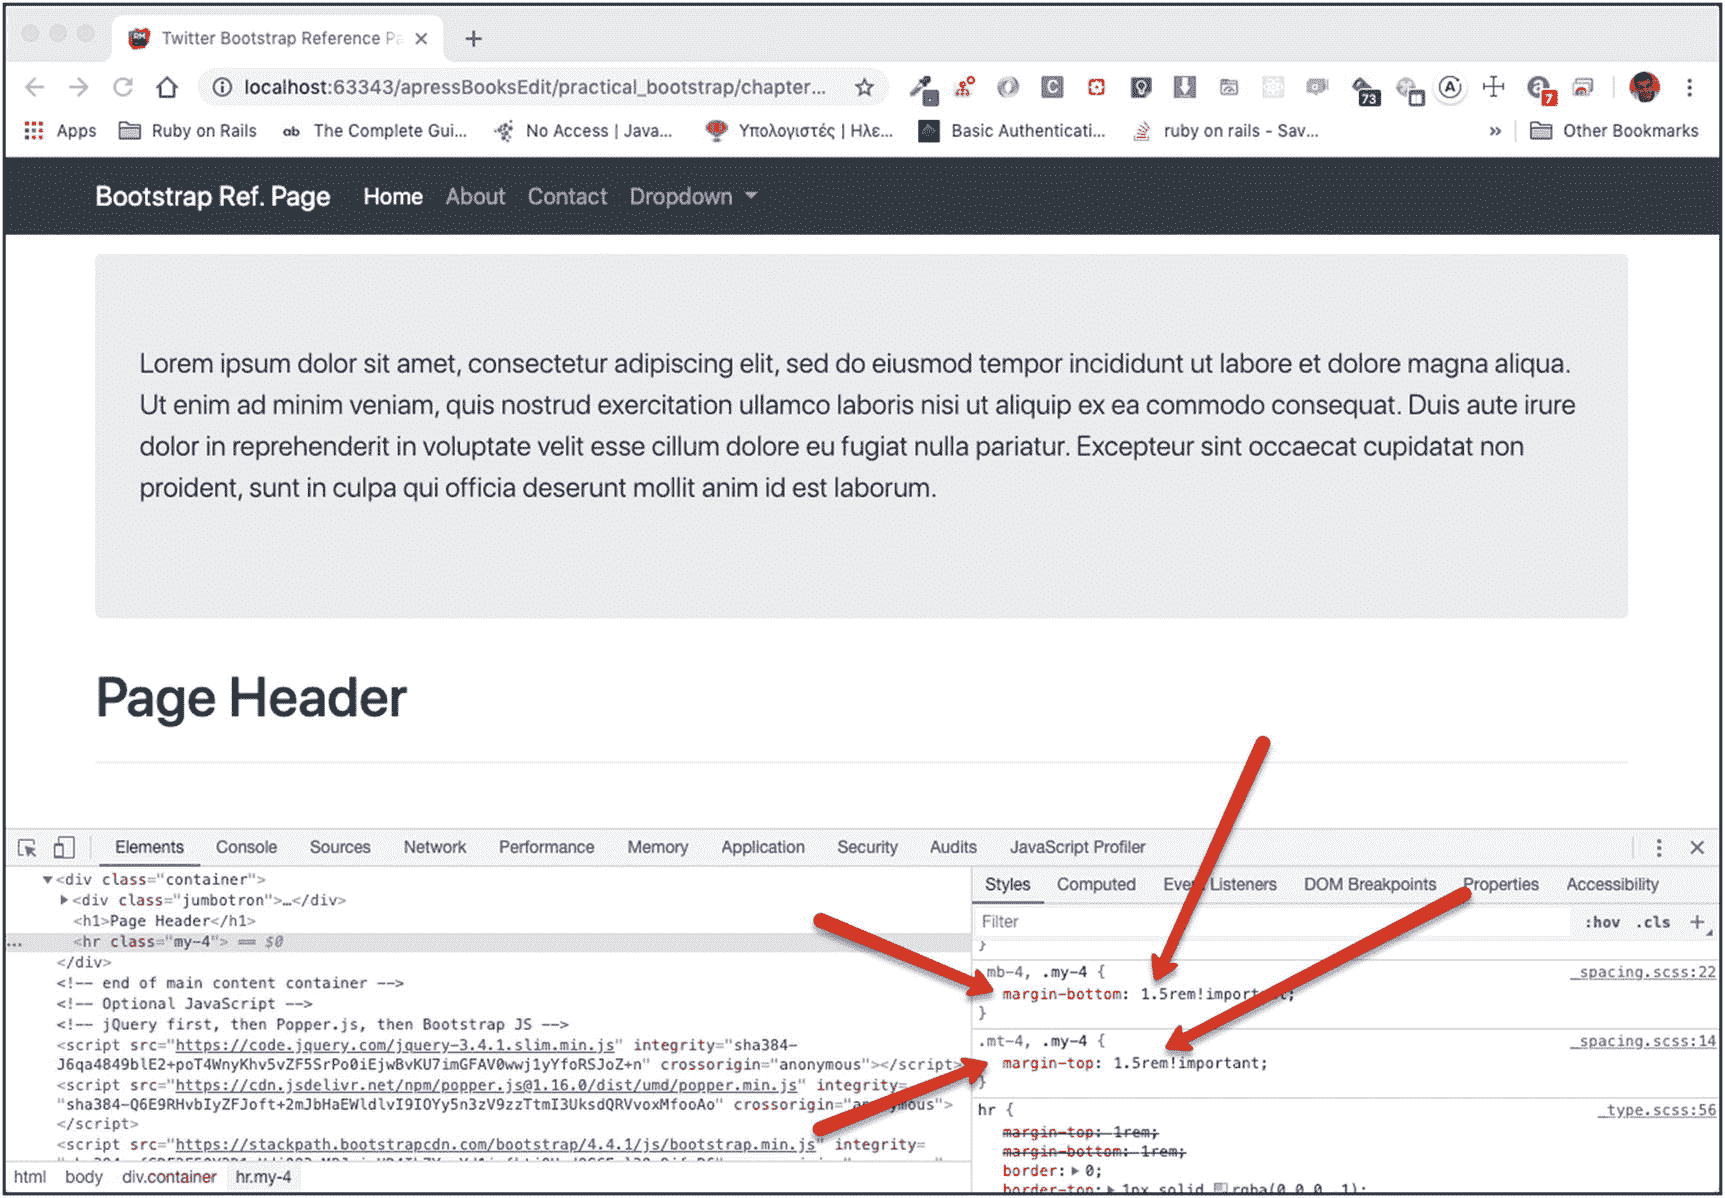 Twitter Bootstrap Reference Pa
localhost:63343/apressBooksEdit/practical_bootstrap/chapter...
73
A
a
7
Apps
Ruby on Rails
ab The Complete Gui...
No Access | Java...
Υπολογιστές | Ηλε...
Basic Authenticati...
ruby on rails - Sav...
»
Other Bookmarks
Bootstrap Ref. Page
Home
About
Contact
Dropdown
Lorem ipsum dolor sit amet, consectetur adipiscing elit, sed do eiusmod tempor incididunt ut labore et dolore magna aliqua.
Ut enim ad minim veniam, quis nostrud exercitation ullamco laboris nisi ut aliquip ex ea commodo consequat. Duis aute irure
dolor in reprehenderit in voluptate velit esse cillum dolore eu fugiat nulla pariatur. Excepteur sint occaecat cupidatat non
proident, sunt in culpa qui officia deserunt mollit anim id est laborum.
Page Header
Elements Console Sources Network Performance Memory Application Security Audits JavaScript Profiler
<div class="container">
<div class="jumbotron">…</div>
<h1>Page Header</h1>
... <hr class="my-4"> == $0
</div>
<!-- end of main content container -->
<!-- Optional JavaScript -->
<!-- jQuery first, then Popper.js, then Bootstrap JS -->
<script src="https://code.jquery.com/jquery-3.4.1.slim.min.js" integrity="sha384-
J6qa4849blE2+poT4WnyKhv5vZF5SrPo0iEjwBvKU7imGFAV0wwj1yYfoRSJoZ+n" crossorigin="anonymous"></script>
<script src="https://cdn.jsdelivr.net/npm/popper.js@1.16.0/dist/umd/popper.min.js" integrity=
"sha384-Q6E9RHvbIyZFJoft+2mJbHaEWldlvI9IOYy5n3zV9zzTtmI3UksdQRVvoxMfooAo" crossorigin="anonymous">
</script>
<script src="https://stackpath.bootstrapcdn.com/bootstrap/4.4.1/js/bootstrap.min.js" integrity=
html body div.container hr.my-4
Styles Computed Event Listeners DOM Breakpoints Properties Accessibility
Filter
:hov .cls +
}
.mb-4, .my-4 {
_spacing.scss:22
margin-bottom: 1.5rem!important;
}
.mt-4, .my-4 {
_spacing.scss:14
margin-top: 1.5rem!important;
}
hr {
_type.scss:56
margin-top: 1rem;
margin-bottom: 1rem;
border: 0;
border-top: 1px solid rgba(0,0,0,.1);